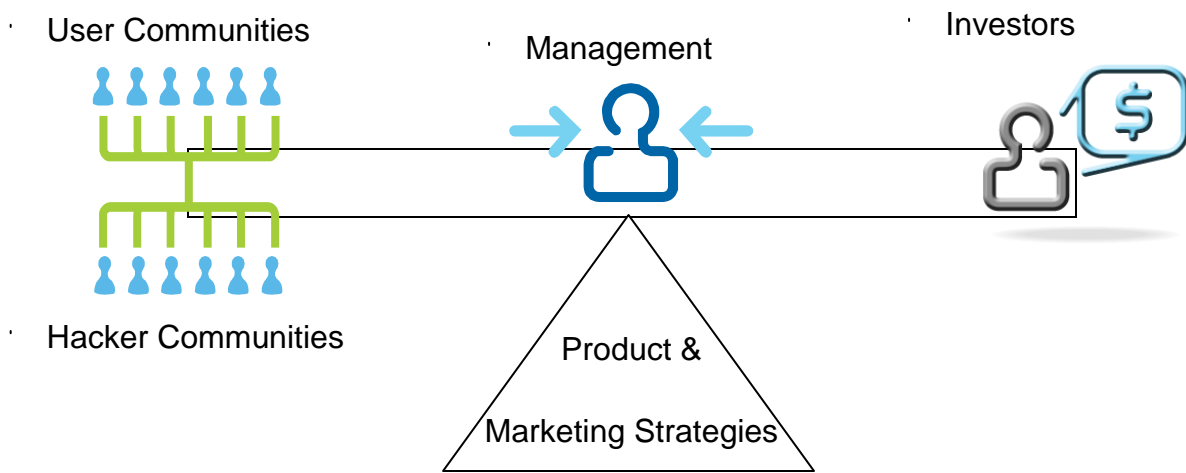 User Communities
Management
Investors
$
Hacker Communities
Product &
Marketing Strategies